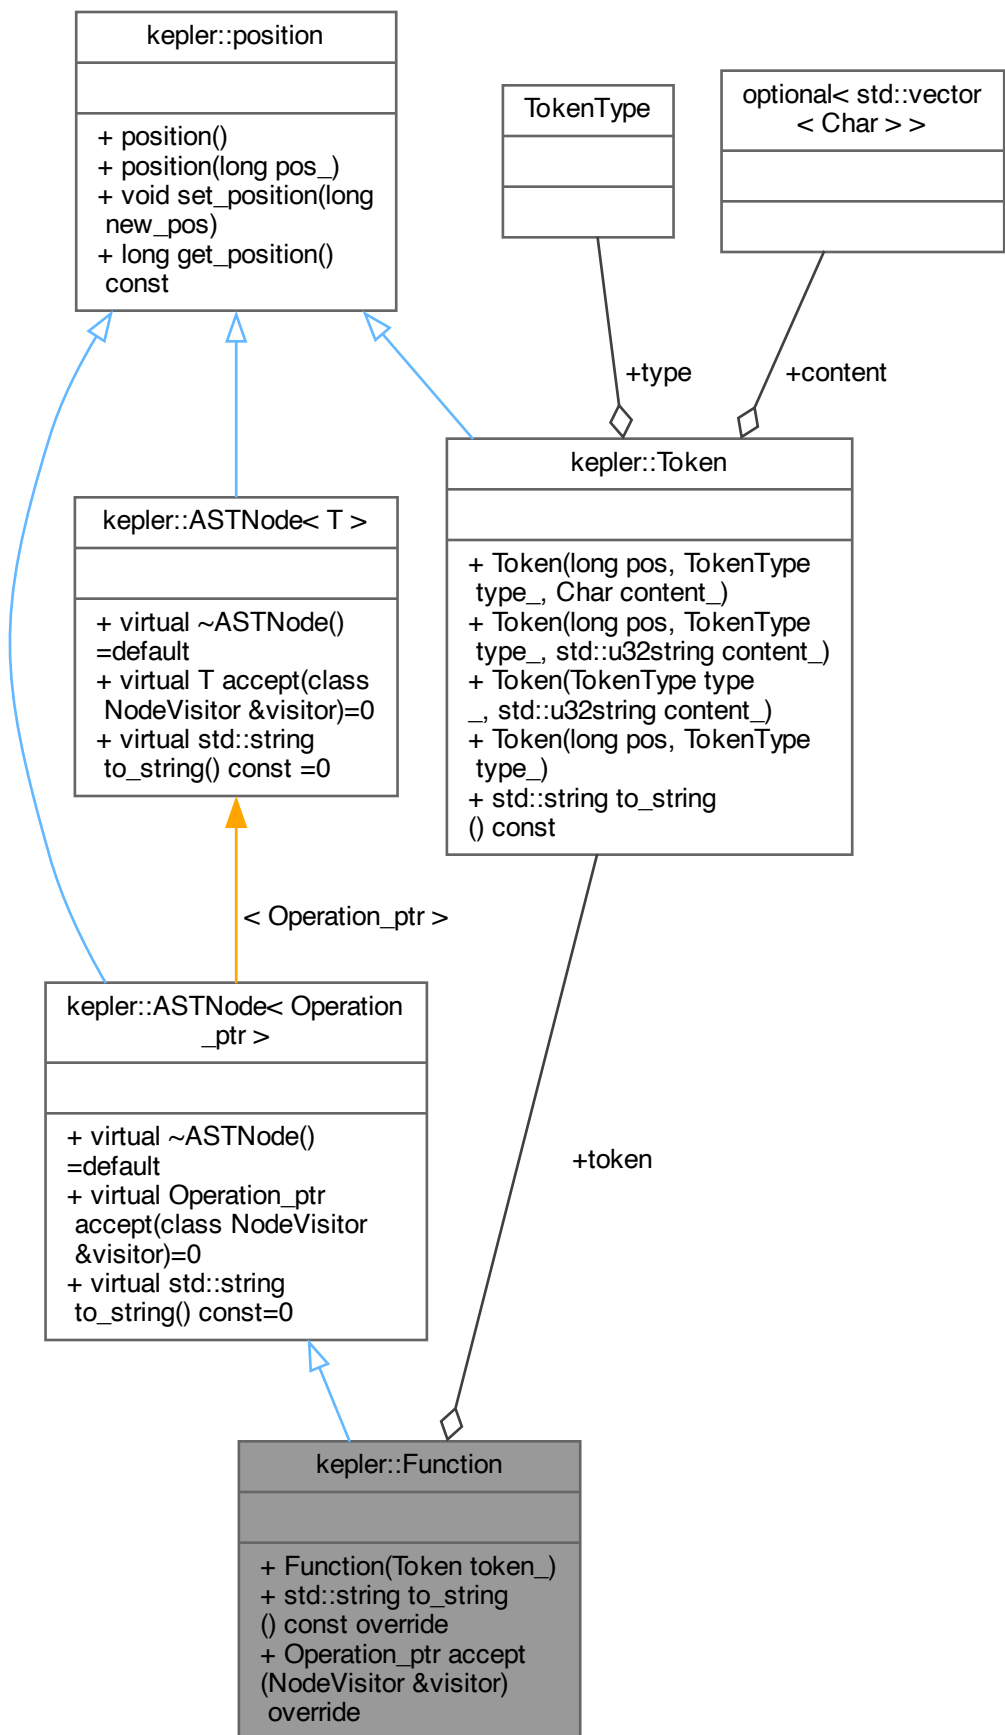 kepler::position
+ position()
+ position(long pos_)
+ void set_position(long
new_pos)
+ long get_position()
const
TokenType
optional< std::vector
< Char > >
+type
+content
kepler::ASTNode< T >
+ virtual ~ASTNode()
=default
+ virtual T accept(class
NodeVisitor &visitor)=0
+ virtual std::string
to_string() const =0
kepler::Token
+ Token(long pos, TokenType
type_, Char content_)
+ Token(long pos, TokenType
type_, std::u32string content_)
+ Token(TokenType type
_, std::u32string content_)
+ Token(long pos, TokenType
type_)
+ std::string to_string
() const
< Operation_ptr >
kepler::ASTNode< Operation
_ptr >
+ virtual ~ASTNode()
=default
+ virtual Operation_ptr
accept(class NodeVisitor
&visitor)=0
+ virtual std::string
to_string() const=0
+token
kepler::Function
+ Function(Token token_)
+ std::string to_string
() const override
+ Operation_ptr accept
(NodeVisitor &visitor)
override